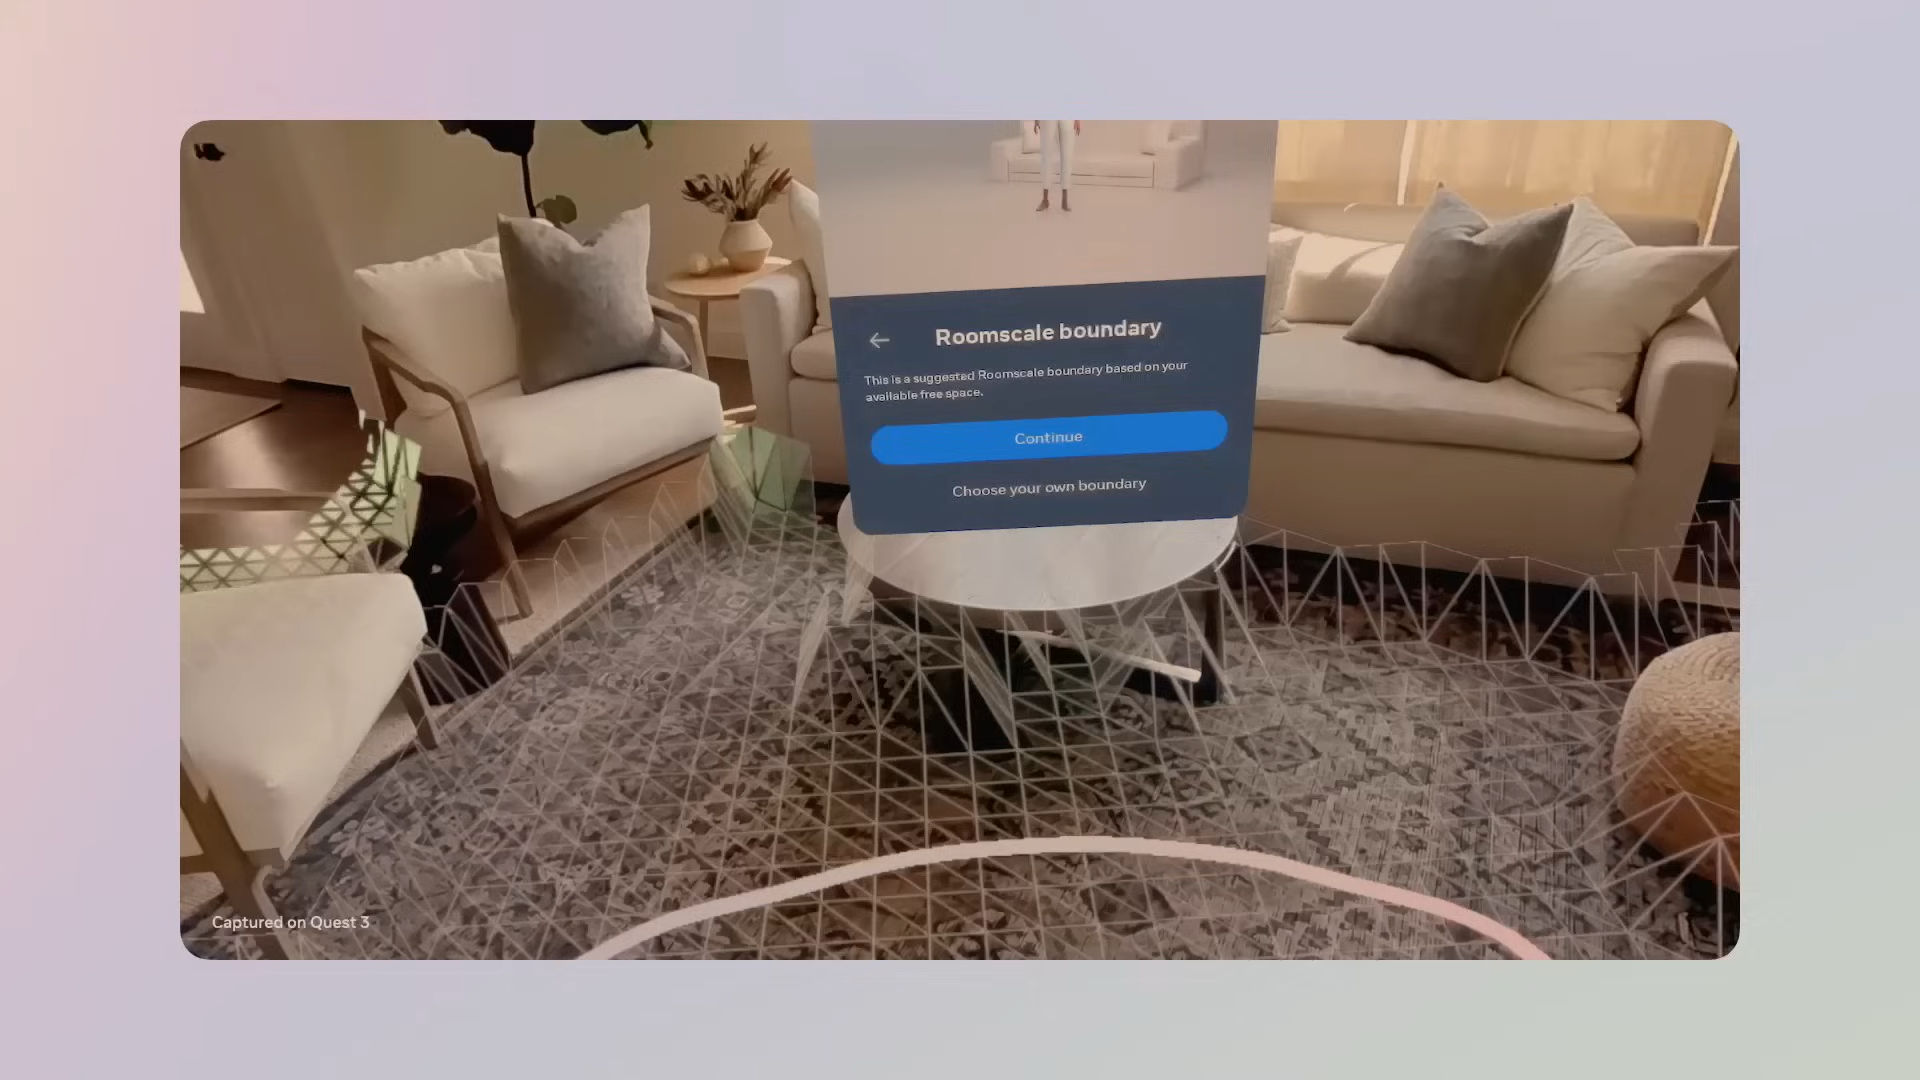 Roomscale boundary
This is a suggested Roomscale boundary based on your
available free space.
Continue
Choose your own boundary
Captured on Quest 3